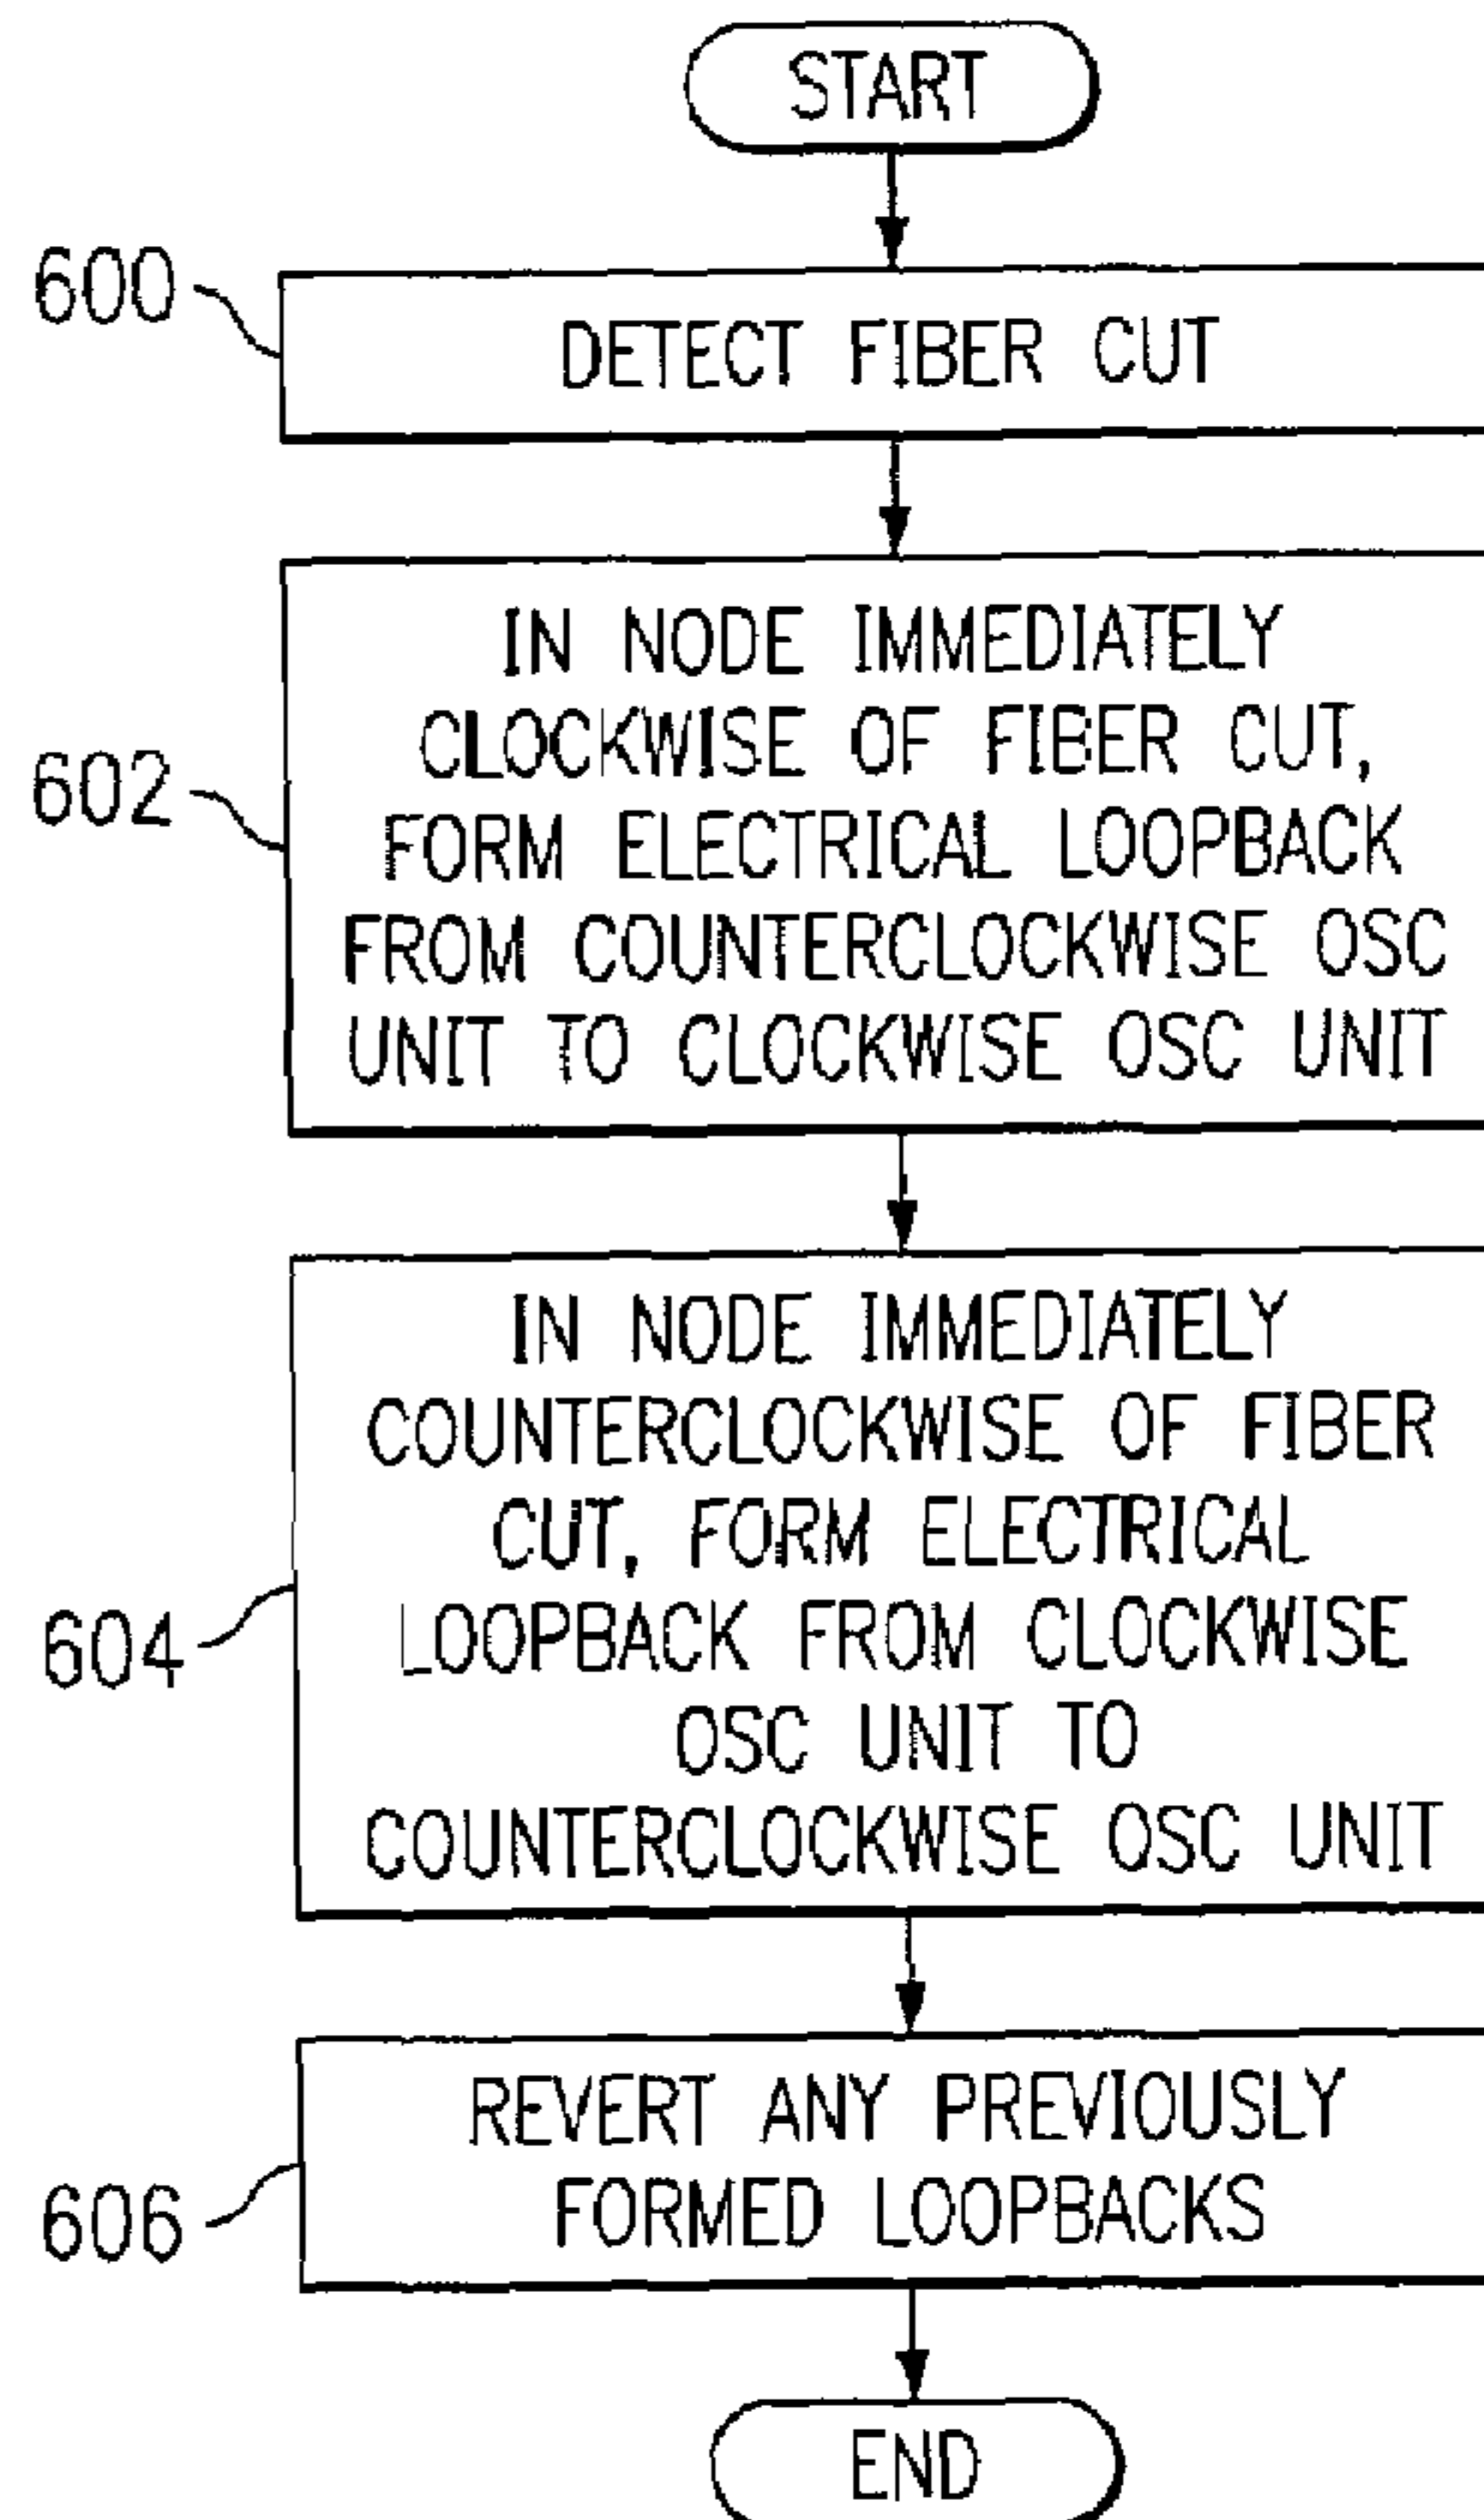 START
600
DETECT FIBER CUT
602
IN NODE IMMEDIATELY
CLOCKWISE OF FIBER CUT,
FORM ELECTRICAL LOOPBACK
FROM COUNTERCLOCKWISE OSC
UNIT TO CLOCKWISE OSC UNIT
604
IN NODE IMMEDIATELY
COUNTERCLOCKWISE OF FIBER
CUT, FORM ELECTRICAL
LOOPBACK FROM CLOCKWISE
OSC UNIT TO
COUNTERCLOCKWISE OSC UNIT
606
REVERT ANY PREVIOUSLY
FORMED LOOPBACKS
END